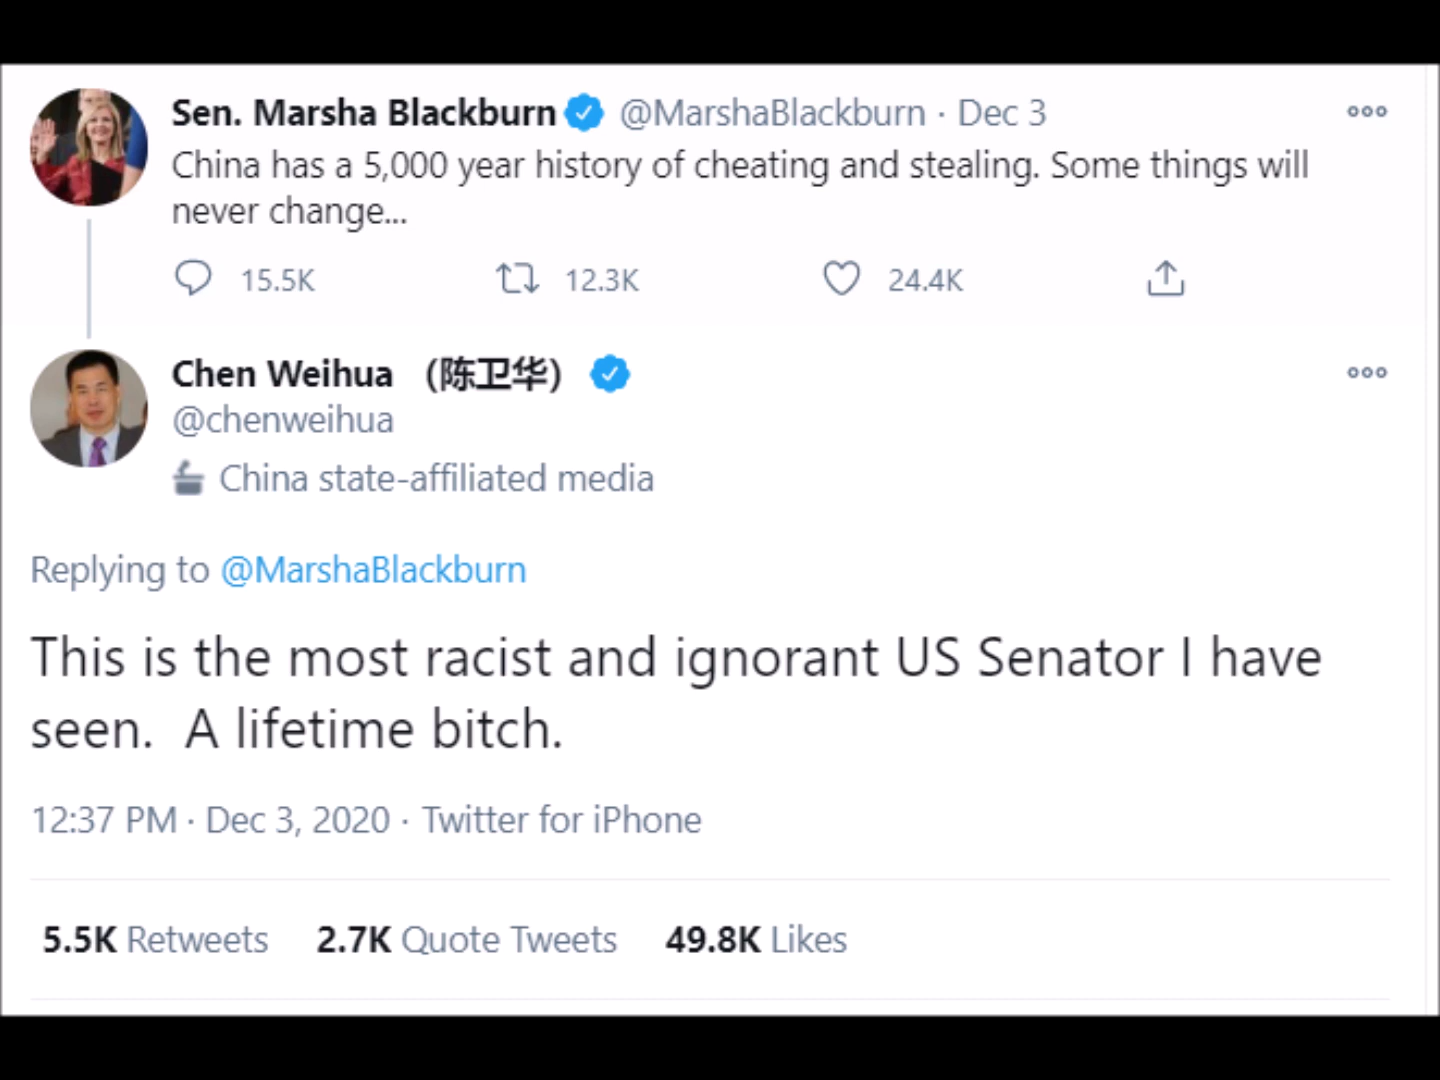 Sen. Marsha Blackburn @MarshaBlackburn · Dec 3
China has a 5,000 year history of cheating and stealing. Some things will
never change...
15.5K 12.3K 24.4K
Chen Weihua （陈卫华）
@chenweihua
China state-affiliated media
Replying to @MarshaBlackburn
This is the most racist and ignorant US Senator I have
seen.  A lifetime bitch.
12:37 PM · Dec 3, 2020 · Twitter for iPhone
5.5K Retweets 2.7K Quote Tweets 49.8K Likes